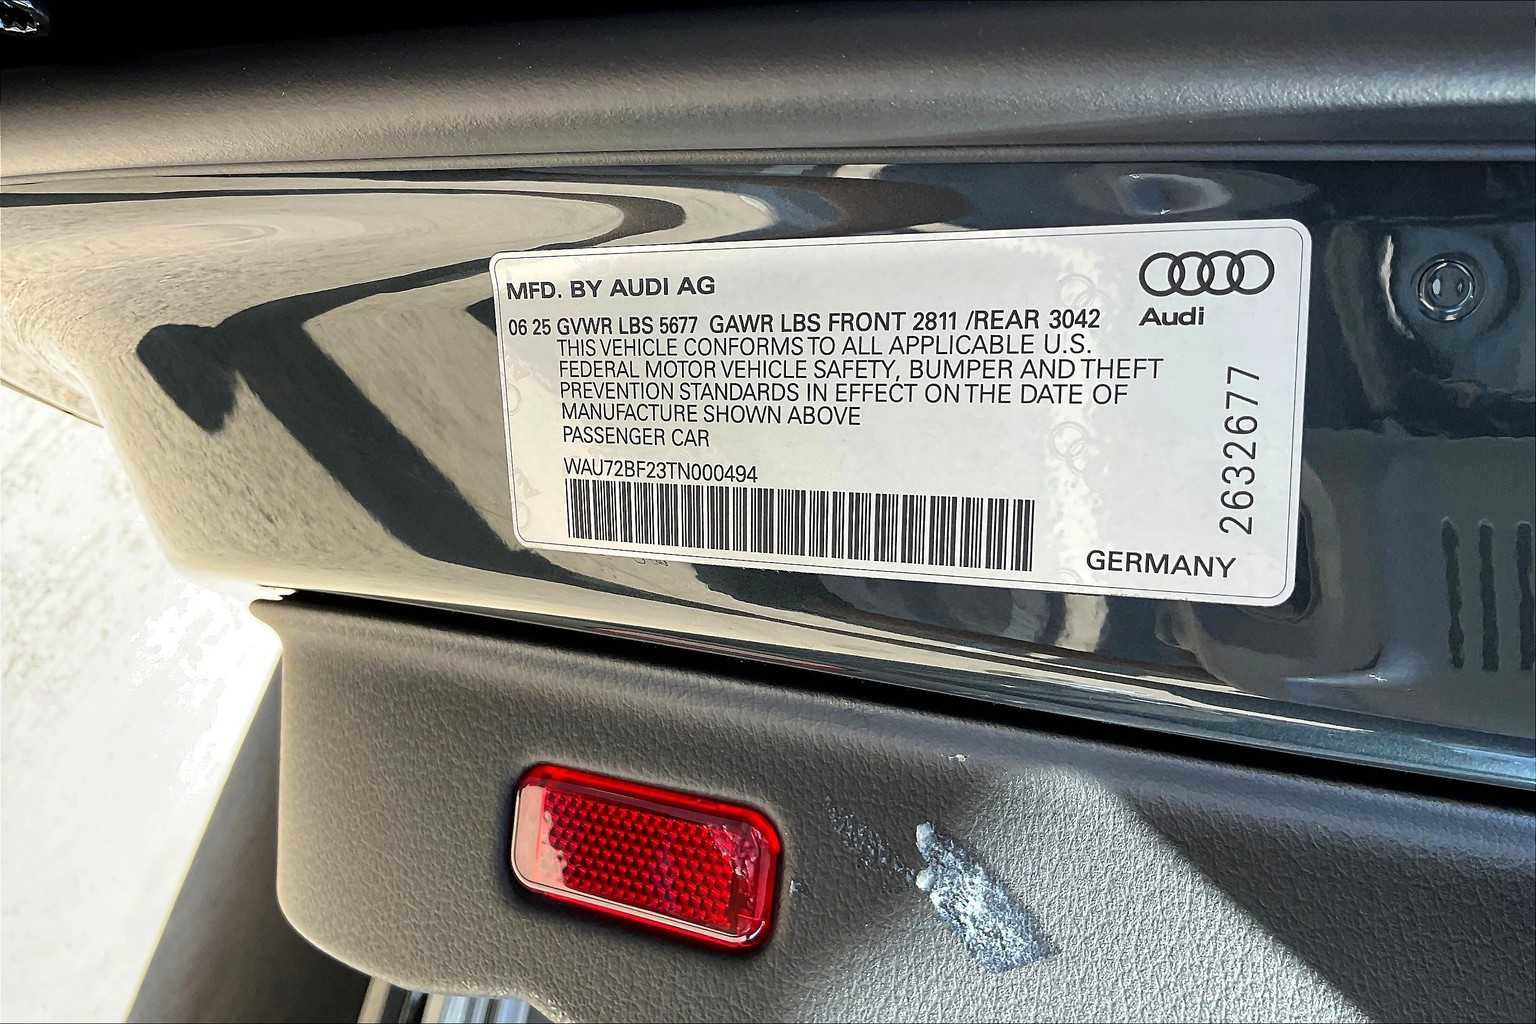 MFD. BY AUDI AG
Audi
06 25 GVWR LBS 5677 GAWR LBS FRONT 2811 /REAR 3042
THIS VEHICLE CONFORMS TO ALL APPLICABLE U.S.
FEDERAL MOTOR VEHICLE SAFETY, BUMPER AND THEFT
PREVENTION STANDARDS IN EFFECT ON THE DATE OF
MANUFACTURE SHOWN ABOVE
PASSENGER CAR
WAU72BF23TN000494
2632677
GERMANY